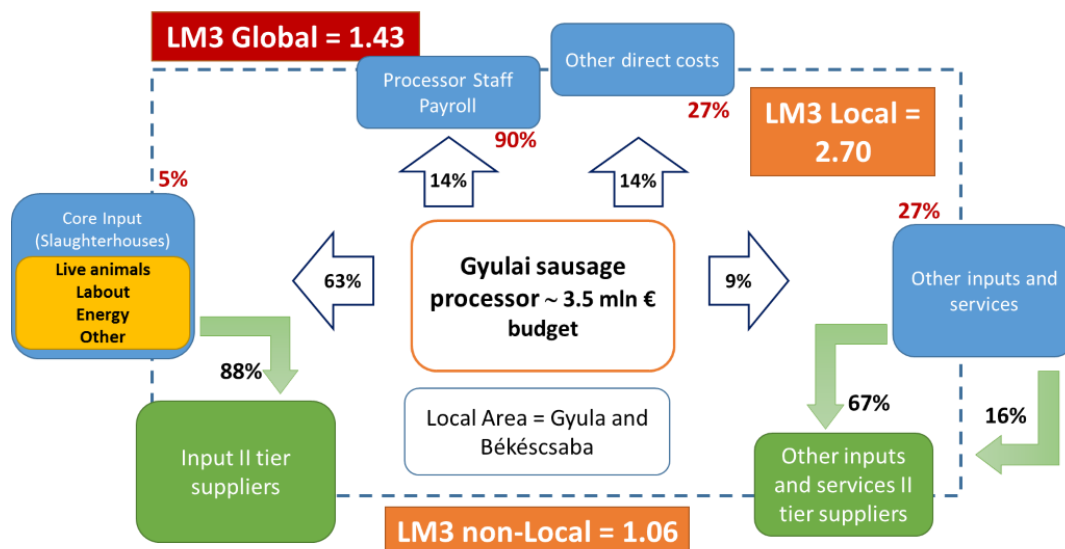 LM3 Global = 1.43
Processor Staff
Payroll
90%
Other direct costs
27%
LM3 Local =
2.70
14%
14%
5%
Core Input
(Slaughterhouses)
Live animals
Labout
Energy
Other
63%
Gyulai sausage
processor ~ 3.5 mln €
budget
9%
27%
Other inputs and
services
88%
Input II tier
suppliers
Local Area = Gyula and
Békéscsaba
67%
16%
Other inputs
and services II
tier suppliers
LM3 non-Local = 1.06